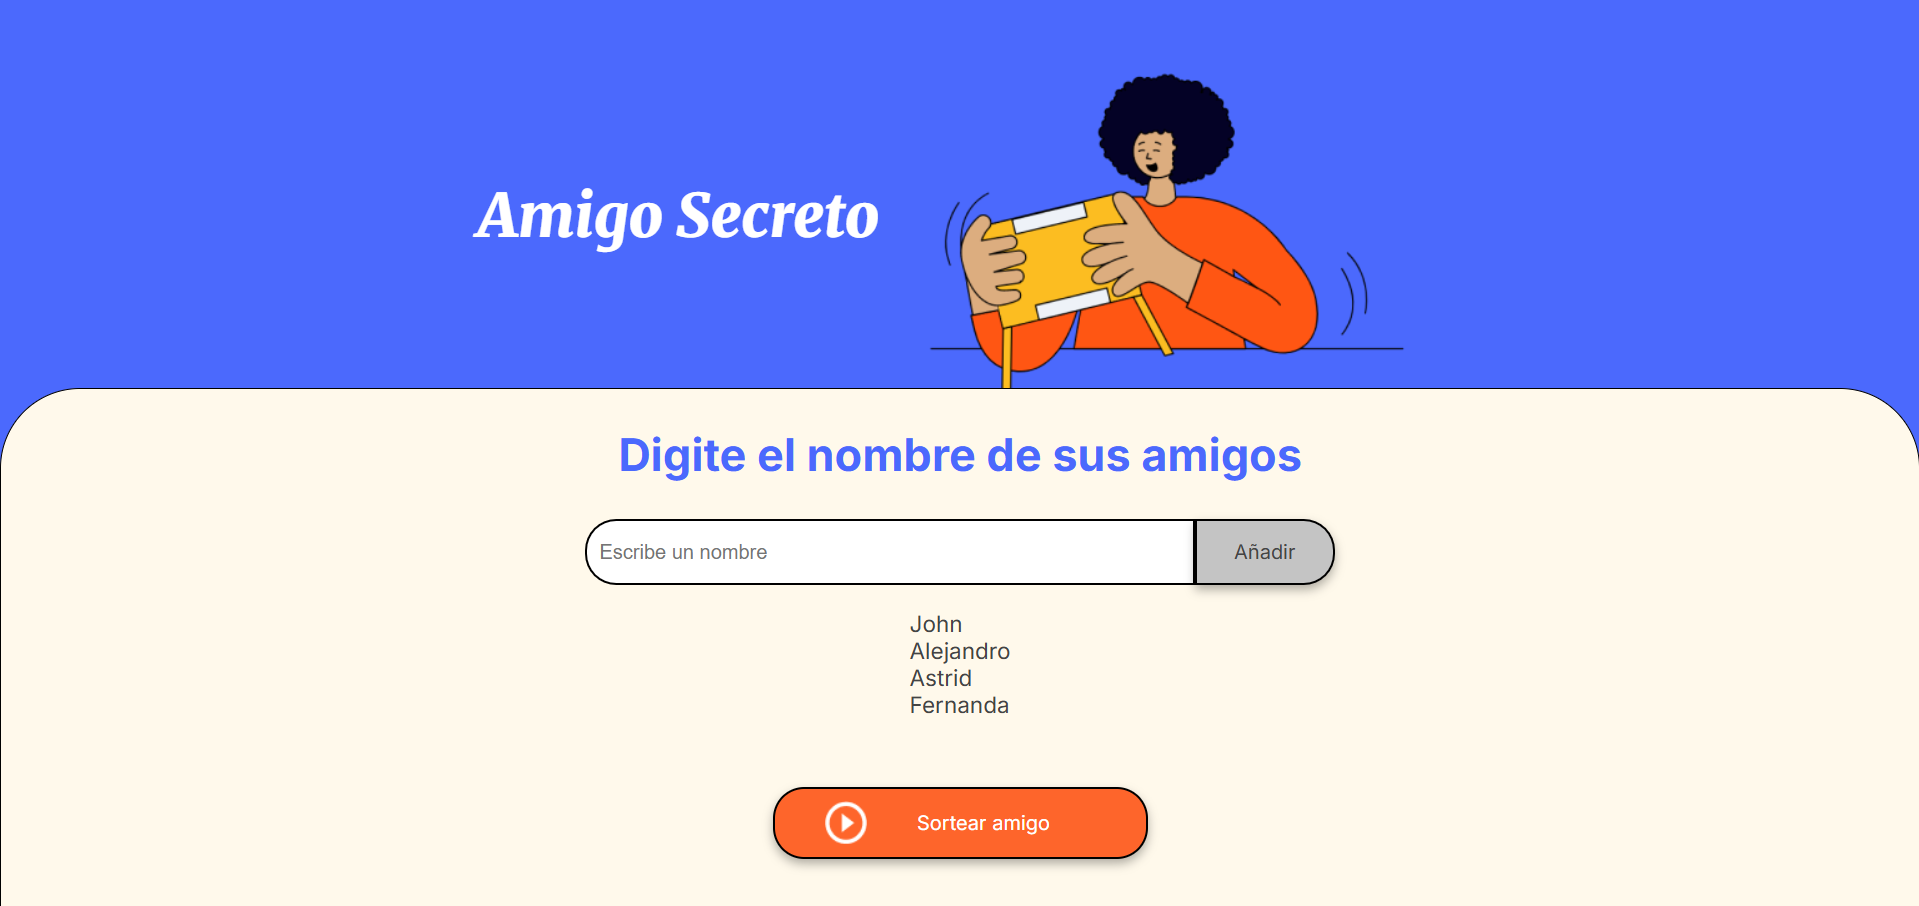 Amigo Secreto
Digite el nombre de sus amigos
Escribe un nombre
Añadir
John
Alejandro
Astrid
Fernanda
Sortear amigo